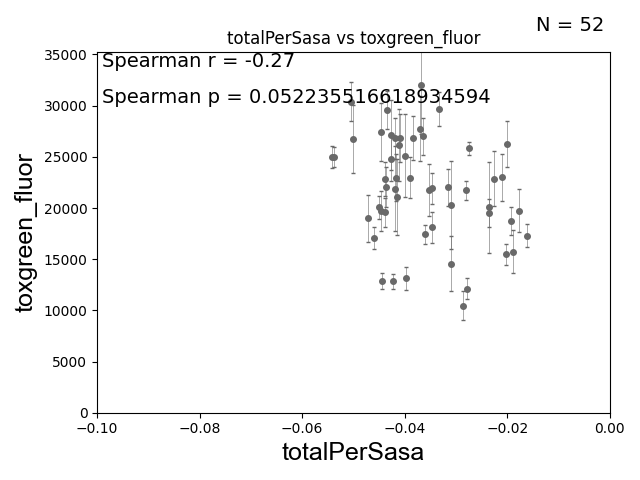 N = 52
totalPerSasa vs toxgreen_fluor
Spearman r = -0.27
Spearman p = 0.052235516618934594
toxgreen_fluor
35000
30000
25000
20000
15000
10000
5000
0
−0.10
−0.08
−0.06
−0.04
−0.02
0.00
totalPerSasa